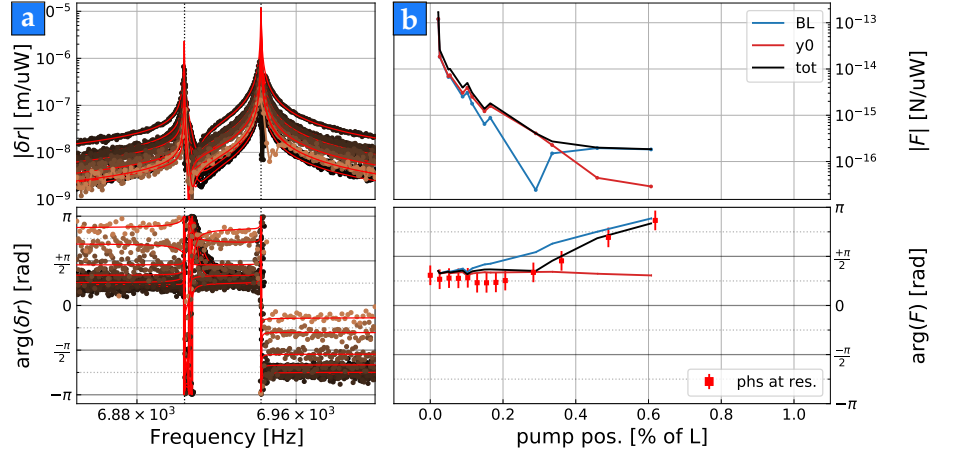 a
b
10⁻⁵
10⁻⁶
10⁻⁷
10⁻⁸
10⁻⁹
|δr| [m/uW]
BL
y0
tot
10⁻¹³
10⁻¹⁴
10⁻¹⁵
10⁻¹⁶
|F| [N/uW]
π
+π/2
0
−π/2
−π
arg(δr) [rad]
6.88 × 10³
6.96 × 10³
Frequency [Hz]
phs at res.
0.0
0.2
0.4
0.6
0.8
1.0
pump pos. [% of L]
π
+π/2
0
−π/2
−π
arg(F) [rad]